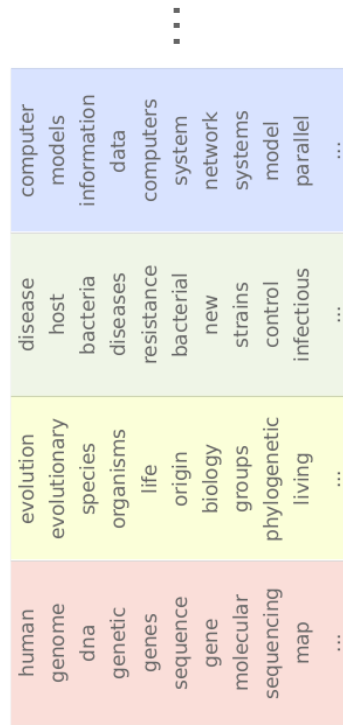 human
genome
dna
genetic
genes
sequence
gene
molecular
sequencing
map
...
evolution
evolutionary
species
organisms
life
origin
biology
groups
phylogenetic
living
...
disease
host
bacteria
diseases
resistance
bacterial
new
strains
control
infectious
...
computer
models
information
data
computers
system
network
systems
model
parallel
...
...